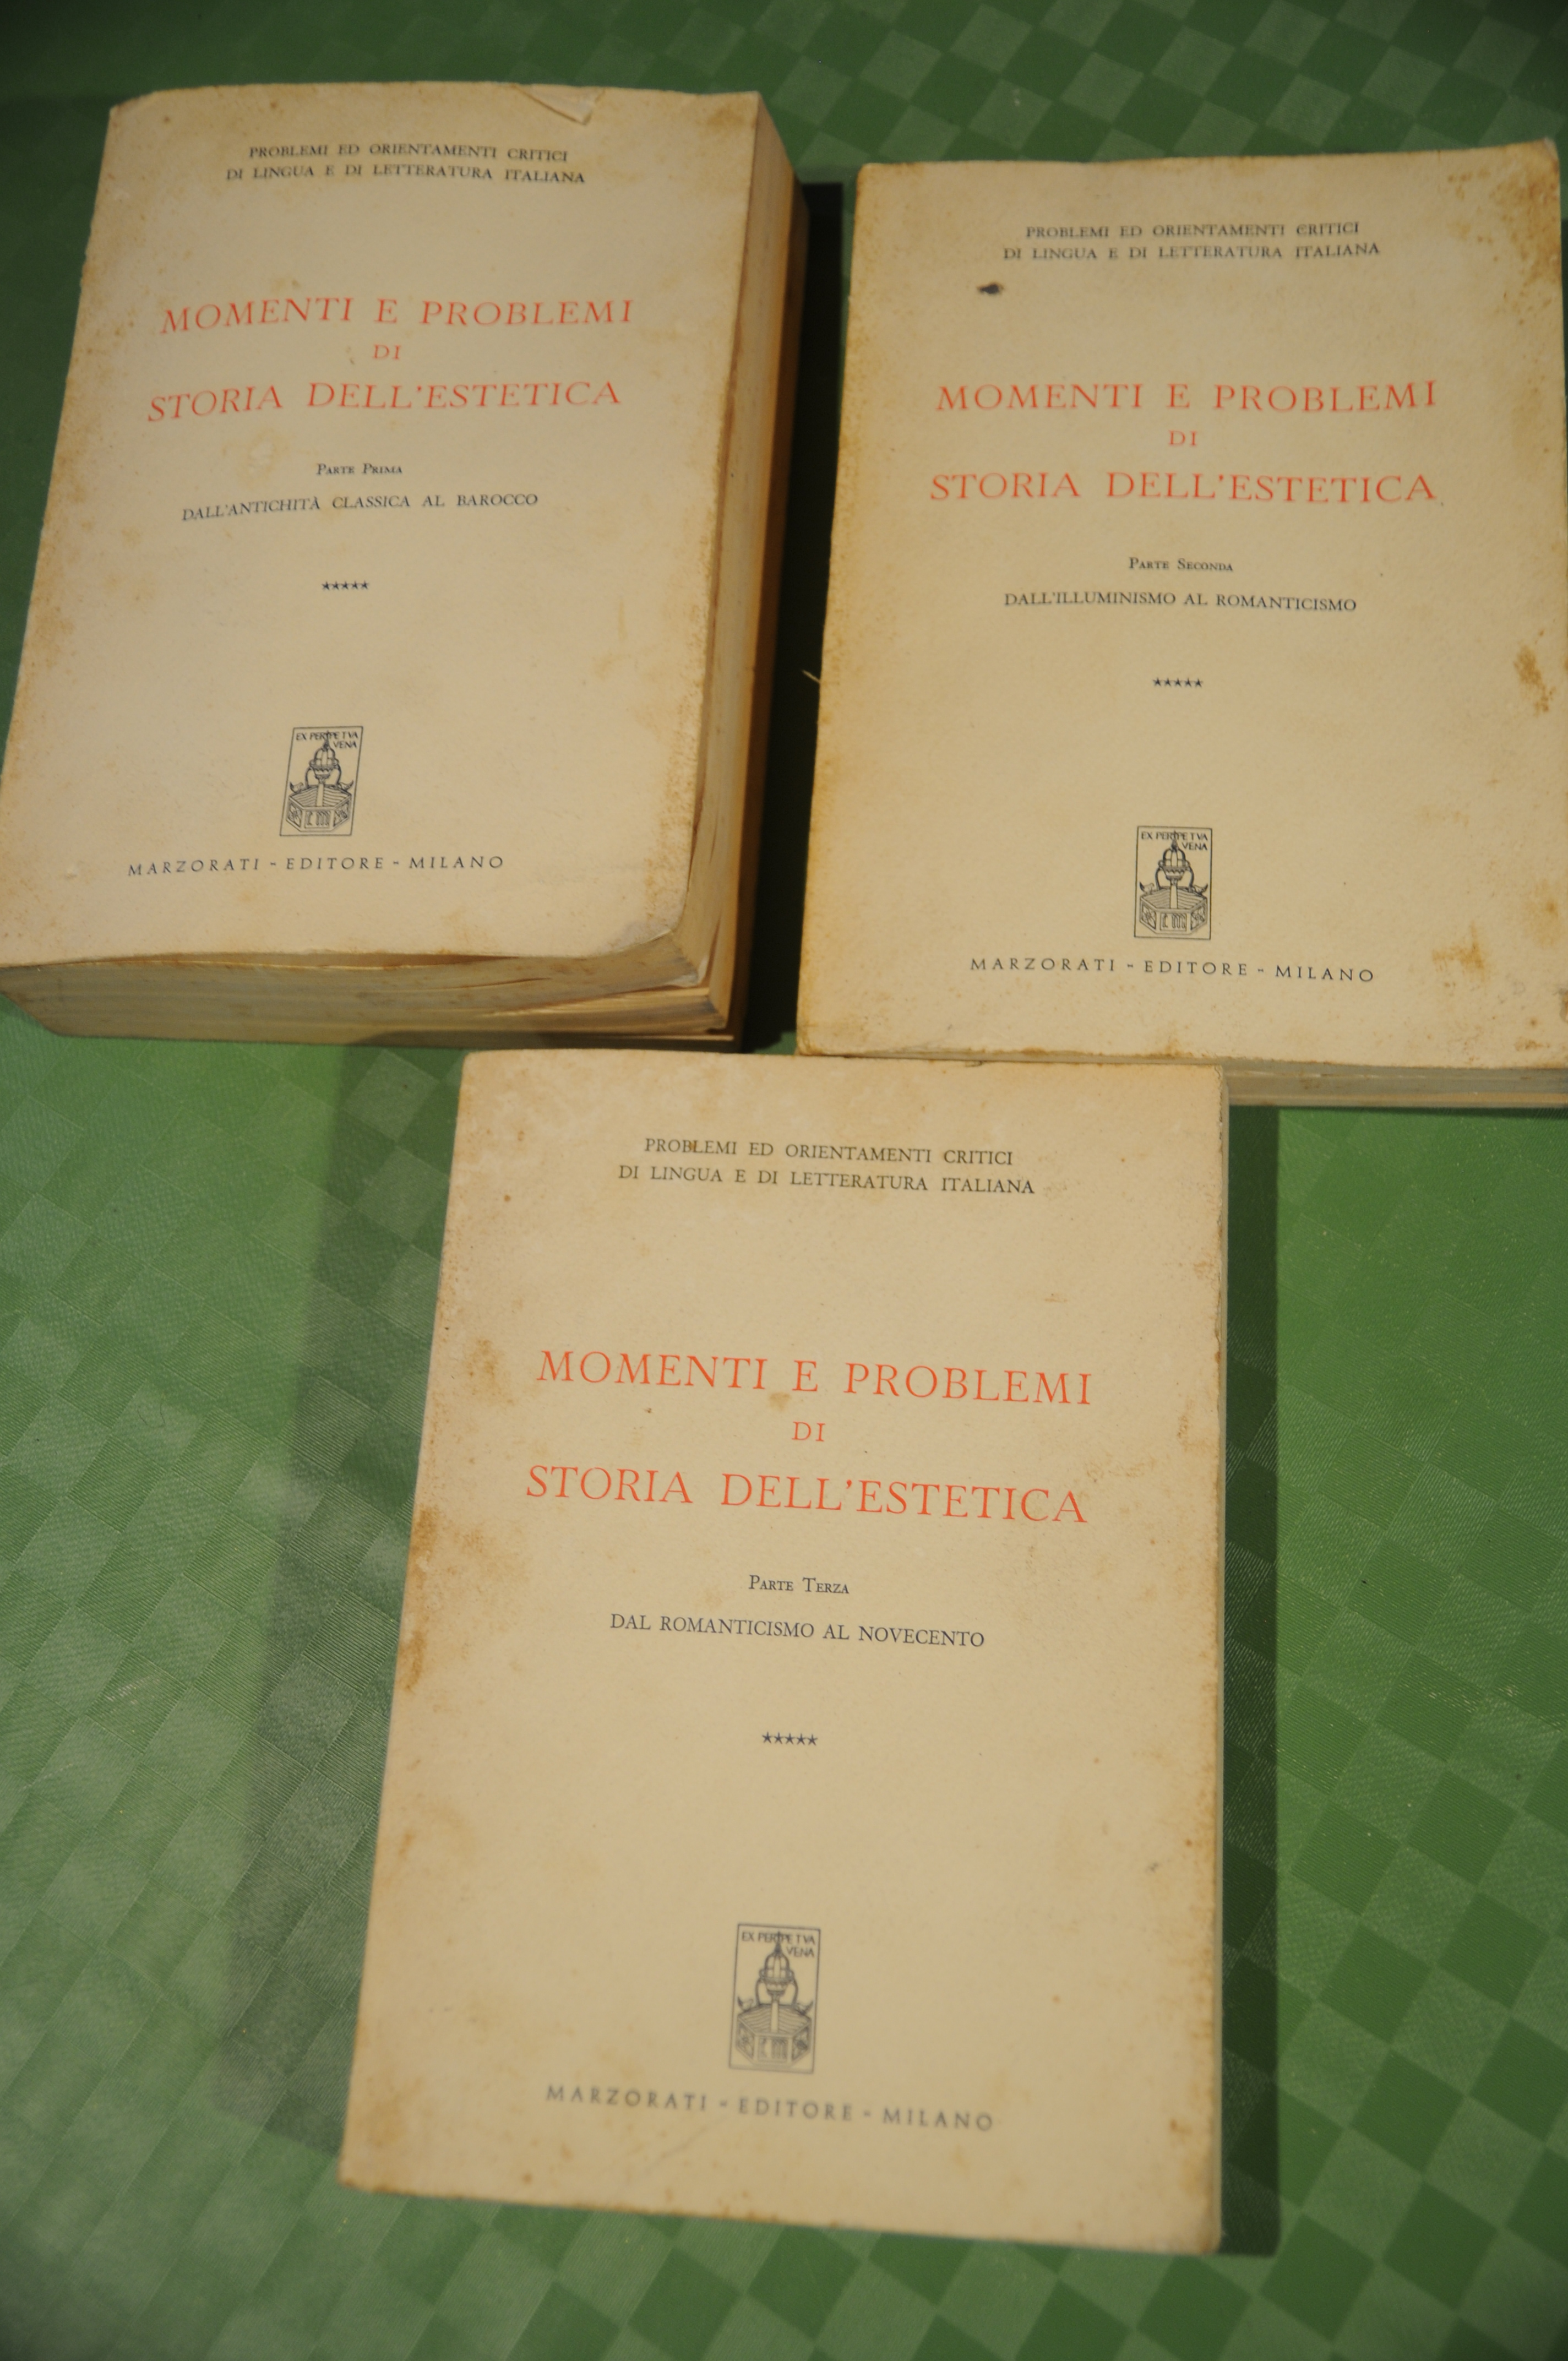 PROBLEMI ED ORIENTAMENTI CRITICI
DI LINGUA E DI LETTERATURA ITALIANA
MOMENTI E PROBLEMI
DI
STORIA DELL'ESTETICA
PARTE PRIMA
DALL'ANTICHITÀ CLASSICA AL BAROCCO
★★★★★
EX PERPETVA
VENA
CM
MARZORATI - EDITORE - MILANO
PROBLEMI ED ORIENTAMENTI CRITICI
DI LINGUA E DI LETTERATURA ITALIANA
MOMENTI E PROBLEMI
DI
STORIA DELL'ESTETICA
PARTE SECONDA
DALL'ILLUMINISMO AL ROMANTICISMO
★★★★★
EX PERPETVA
VENA
CM
MARZORATI - EDITORE - MILANO
PROBLEMI ED ORIENTAMENTI CRITICI
DI LINGUA E DI LETTERATURA ITALIANA
MOMENTI E PROBLEMI
DI
STORIA DELL'ESTETICA
PARTE TERZA
DAL ROMANTICISMO AL NOVECENTO
★★★★★
EX PERPETVA
VENA
CM
MARZORATI - EDITORE - MILANO